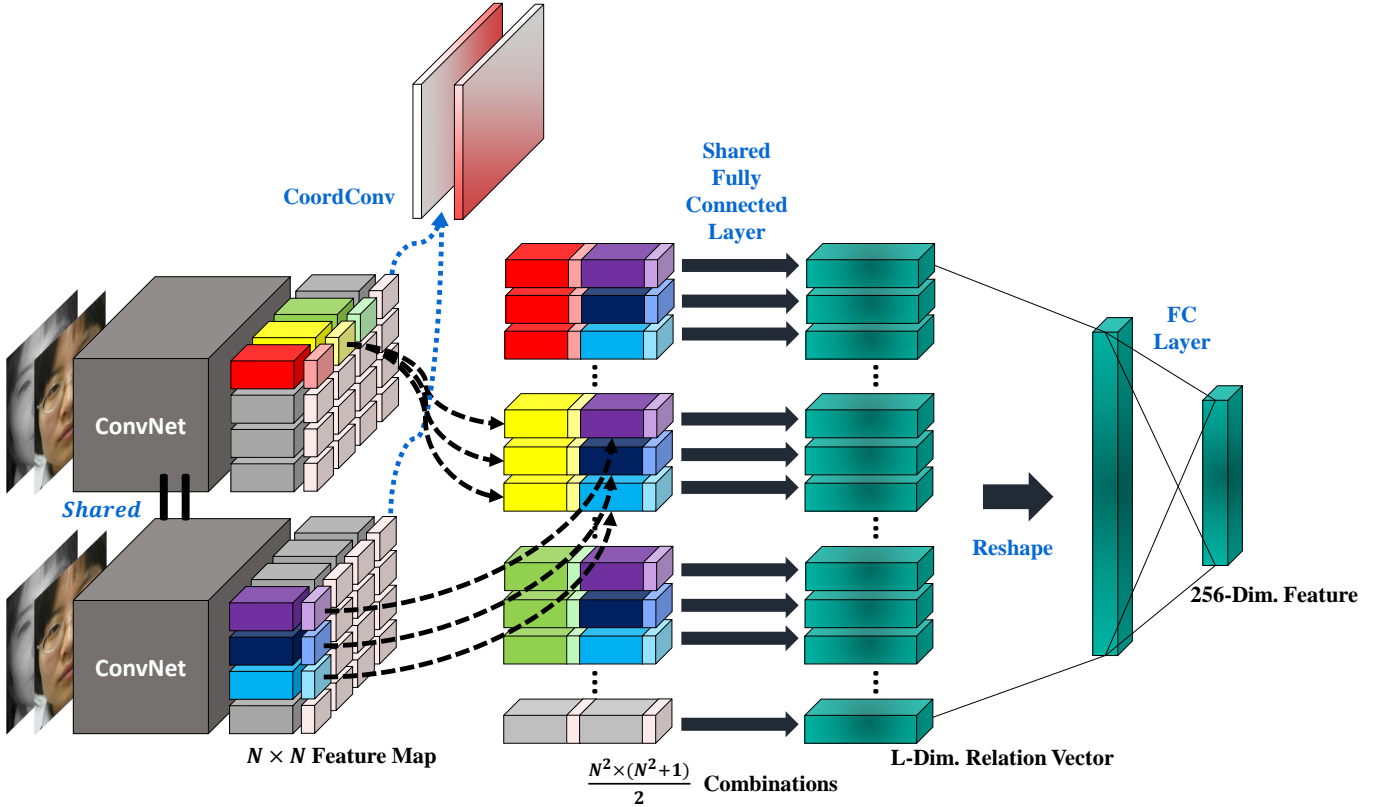 CoordConv
Shared
Fully
Connected
Layer
ConvNet
Shared
ConvNet
FC
Layer
Reshape
256-Dim. Feature
N × N Feature Map
N²×(N²+1)
2
Combinations
L-Dim. Relation Vector